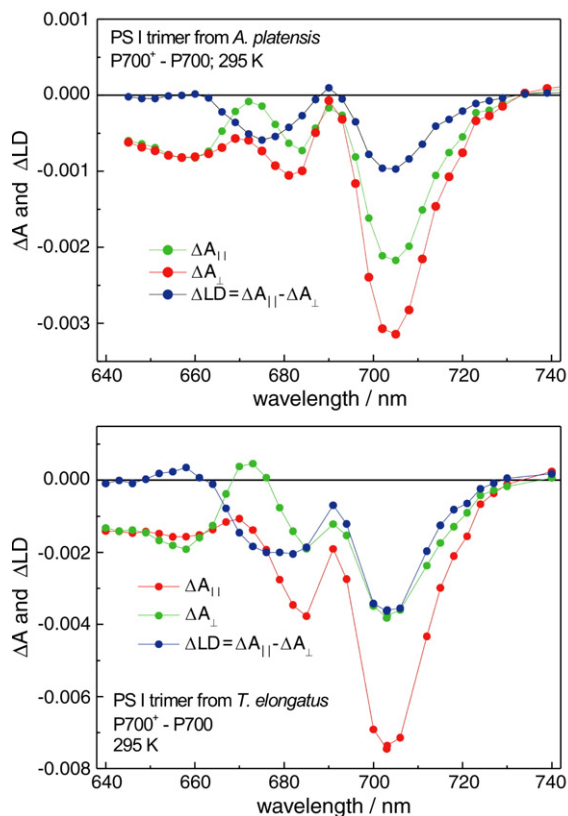 0.001
PS I trimer from A. platensis
P700⁺ - P700; 295 K
0.000
-0.001
-0.002
-0.003
ΔA and ΔLD
ΔA||
ΔA⊥
ΔLD=ΔA||-ΔA⊥
640 660 680 700 720 740
wavelength / nm
0.000
-0.002
-0.004
-0.006
-0.008
ΔA and ΔLD
ΔA||
ΔA⊥
ΔLD=ΔA||-ΔA⊥
PS I trimer from T. elongatus
P700⁺ - P700
295 K
640 660 680 700 720 740
wavelength / nm